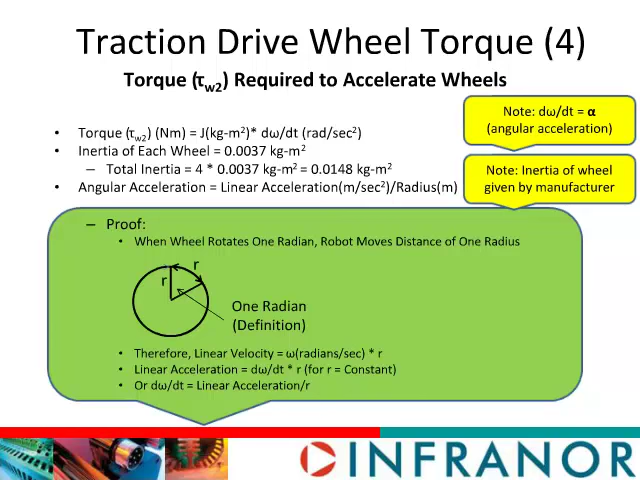 Traction Drive Wheel Torque (4)
Torque (τw2) Required to Accelerate Wheels
Note: dω/dt = α
(angular acceleration)
• Torque (τw2) (Nm) = J(kg-m²)* dω/dt (rad/sec²)
• Inertia of Each Wheel = 0.0037 kg-m²
– Total Inertia = 4 * 0.0037 kg-m² = 0.0148 kg-m²
• Angular Acceleration = Linear Acceleration(m/sec²)/Radius(m)
Note: Inertia of wheel
given by manufacturer
– Proof:
• When Wheel Rotates One Radian, Robot Moves Distance of One Radius
r
r
One Radian
(Definition)
• Therefore, Linear Velocity = ω(radians/sec) * r
• Linear Acceleration = dω/dt * r (for r = Constant)
• Or dω/dt = Linear Acceleration/r
INFRANOR